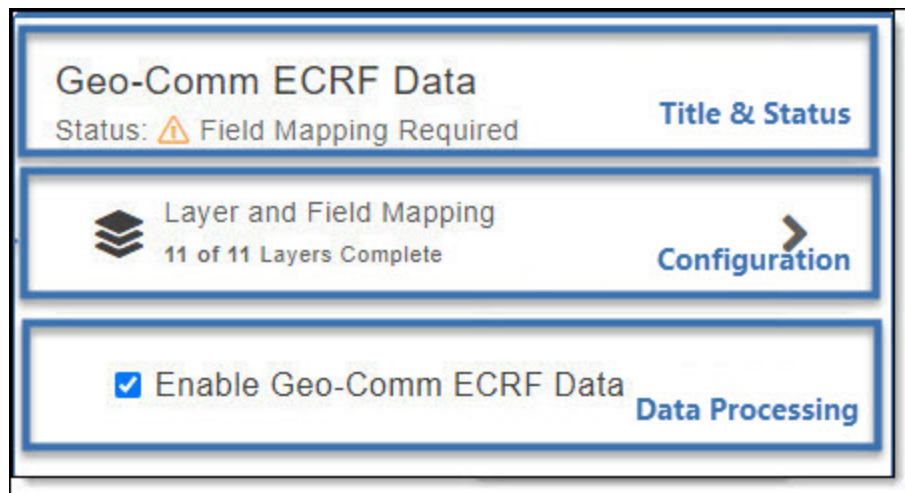 Geo-Comm ECRF Data
Status: Field Mapping Required
Title & Status
Layer and Field Mapping
11 of 11 Layers Complete
Configuration
Enable Geo-Comm ECRF Data
Data Processing